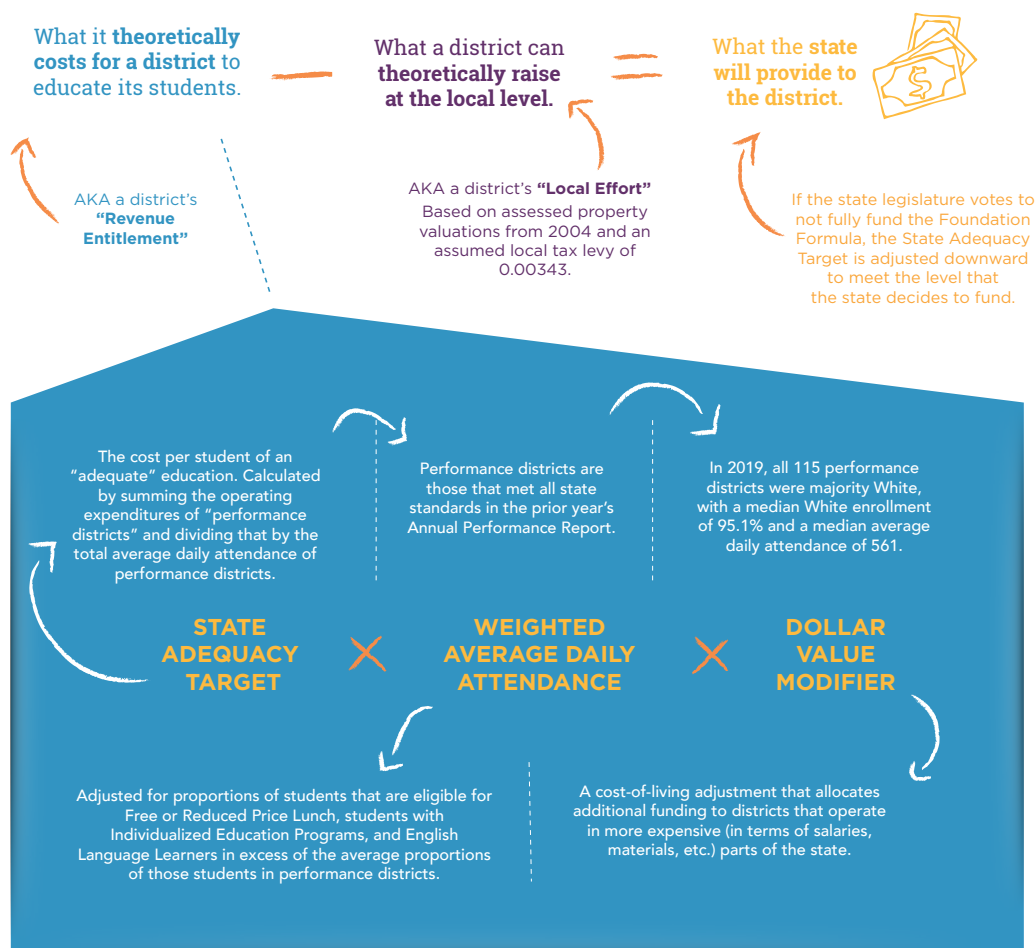 What it theoretically
costs for a district to
educate its students.
What a district can
theoretically raise
at the local level.
What the state
will provide to
the district.
$
AKA a district's
“Revenue
Entitlement”
AKA a district's “Local Effort”
Based on assessed property
valuations from 2004 and an
assumed local tax levy of
0.00343.
If the state legislature votes to
not fully fund the Foundation
Formula, the State Adequacy
Target is adjusted downward
to meet the level that
the state decides to fund.
The cost per student of an
“adequate” education. Calculated
by summing the operating
expenditures of “performance
districts” and dividing that by the
total average daily attendance of
performance districts.
Performance districts are
those that met all state
standards in the prior year's
Annual Performance Report.
In 2019, all 115 performance
districts were majority White,
with a median White enrollment
of 95.1% and a median average
daily attendance of 561.
STATE
ADEQUACY
TARGET
WEIGHTED
AVERAGE DAILY
ATTENDANCE
DOLLAR
VALUE
MODIFIER
Adjusted for proportions of students that are eligible for
Free or Reduced Price Lunch, students with
Individualized Education Programs, and English
Language Learners in excess of the average proportions
of those students in performance districts.
A cost-of-living adjustment that allocates
additional funding to districts that operate
in more expensive (in terms of salaries,
materials, etc.) parts of the state.